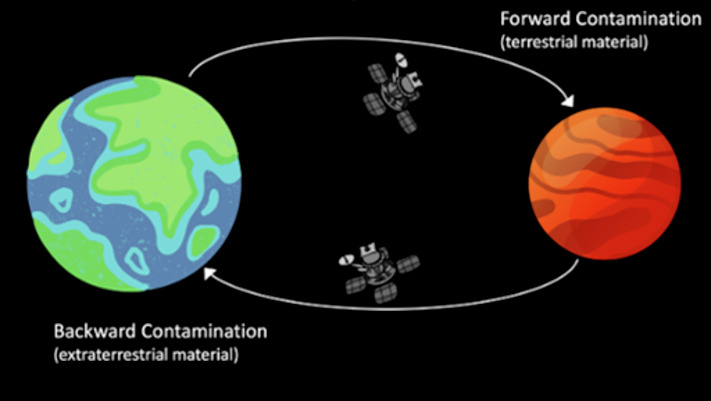 Forward Contamination
(terrestrial material)
Backward Contamination
(extraterrestrial material)